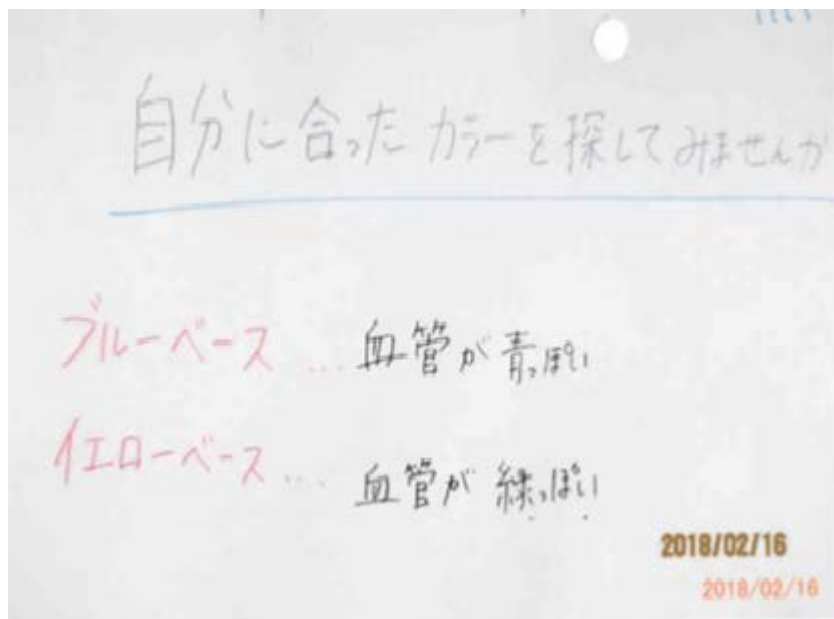 自分に合ったカラーを探してみませんか
ブルーベース … 血管が青っぽい
イエローベース … 血管が緑っぽい
2018/02/16
2018/02/16